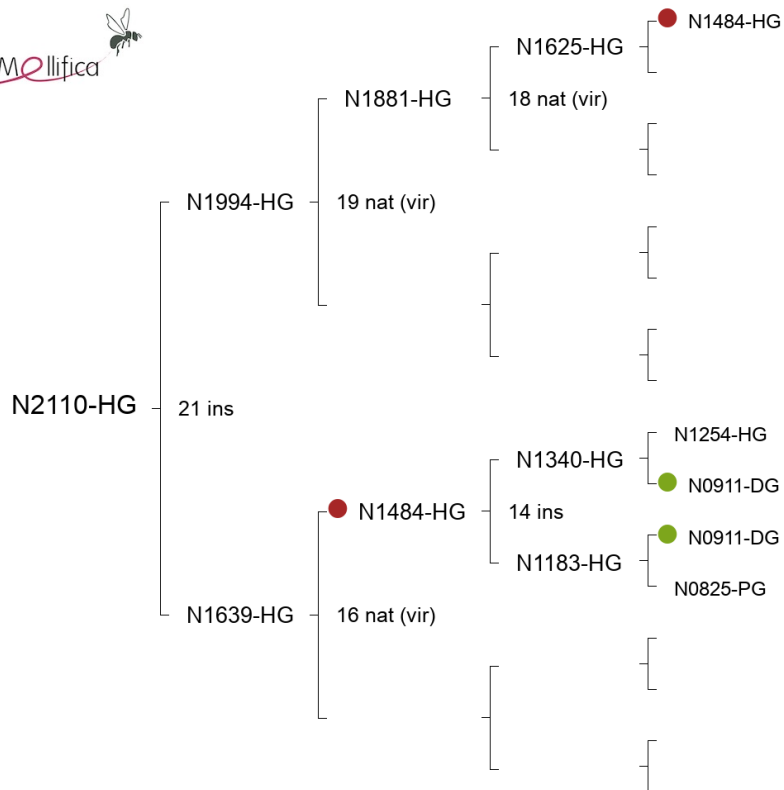 Mellifica
N1484-HG
N1625-HG
N1881-HG
18 nat (vir)
N1994-HG
19 nat (vir)
N2110-HG
21 ins
N1254-HG
N1340-HG
N0911-DG
N1484-HG
14 ins
N0911-DG
N1183-HG
N0825-PG
N1639-HG
16 nat (vir)